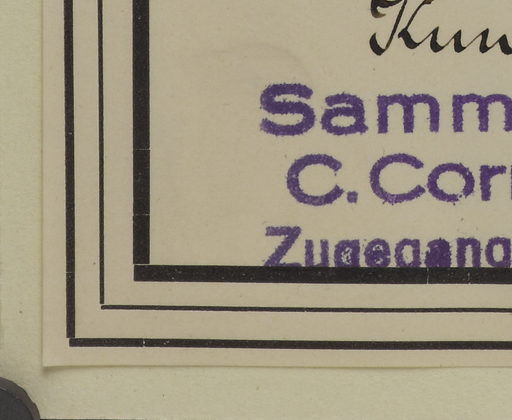 Kun
Samm
C. Cor
Zugegang